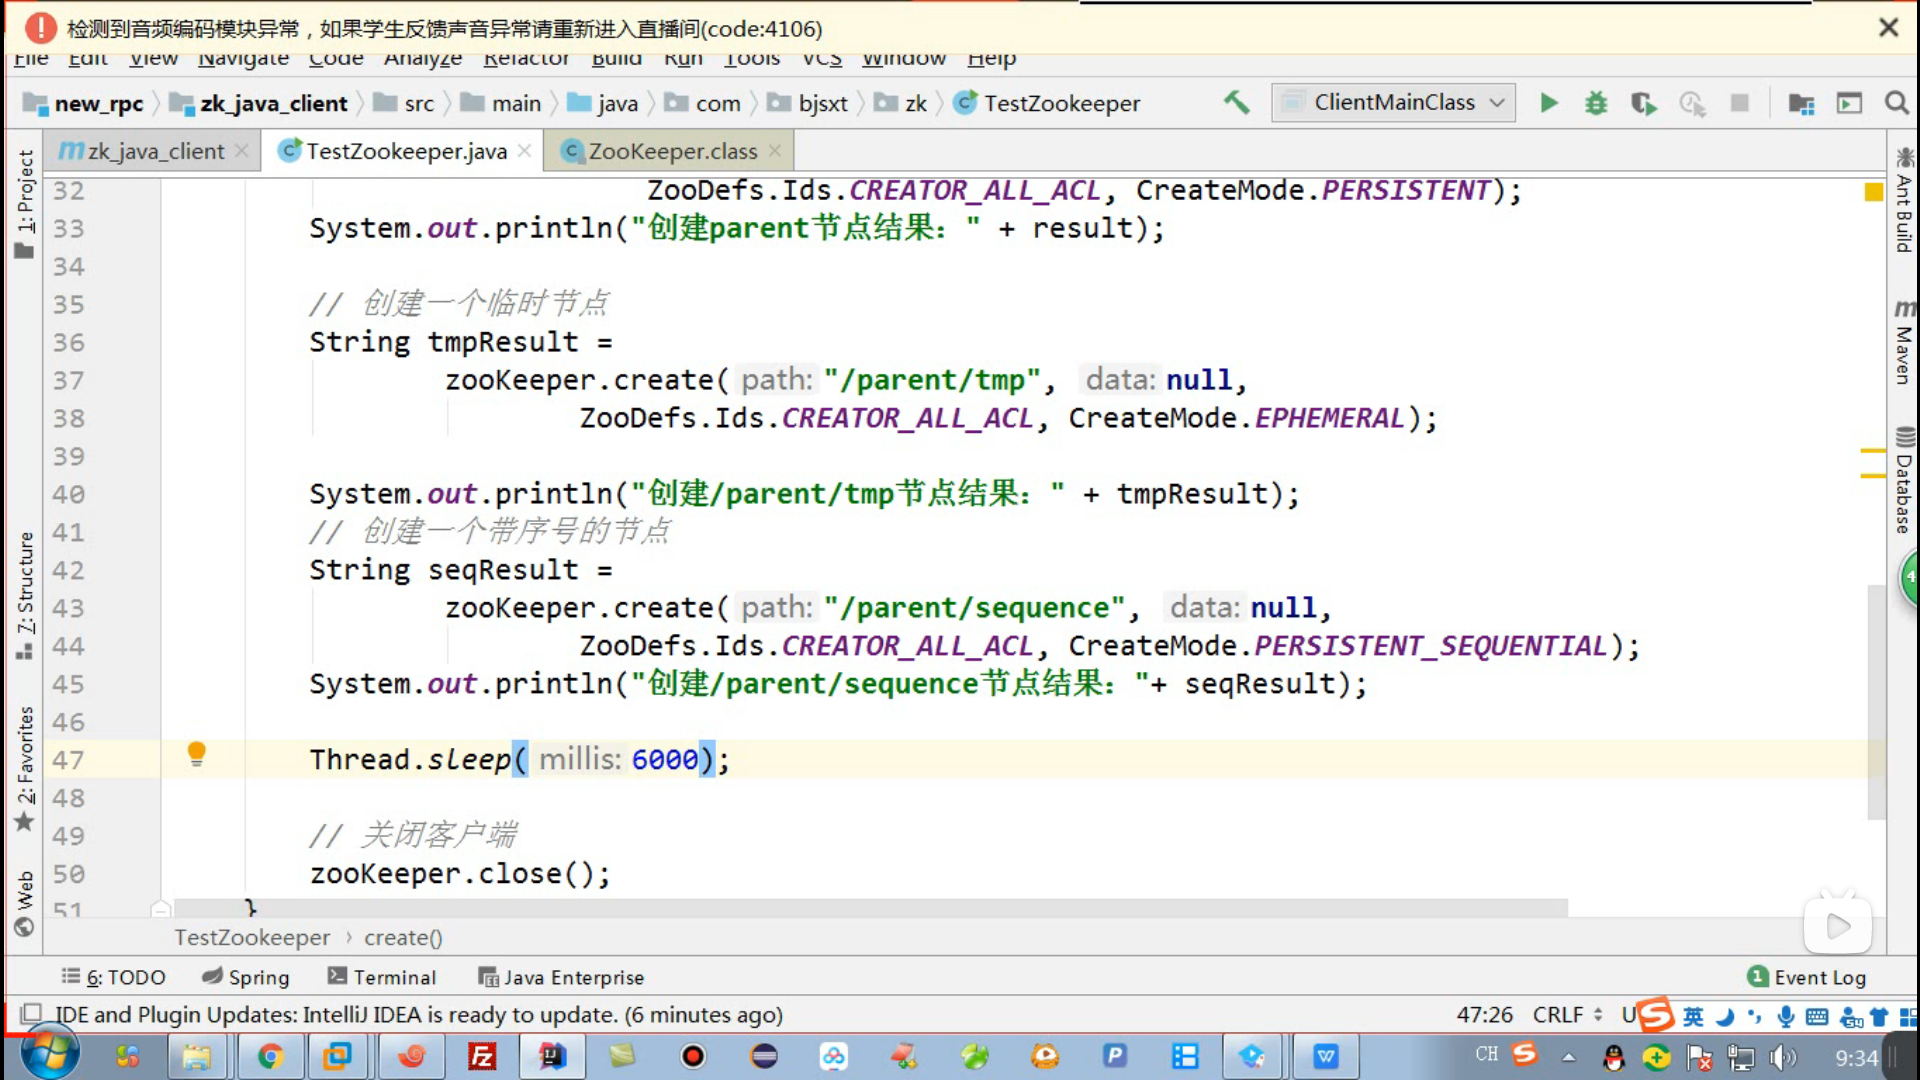 检测到音频编码模块异常，如果学生反馈声音异常请重新进入直播间(code:4106)
File Edit View Navigate Code Analyze Refactor Build Run Tools VCS Window Help
new_rpc zk_java_client src main java com bjsxt zk TestZookeeper ClientMainClass
zk_java_client TestZookeeper.java ZooKeeper.class
1: Project
7: Structure
2: Favorites
Web
32 ZooDefs.Ids.CREATOR_ALL_ACL, CreateMode.PERSISTENT);
33 System.out.println("创建parent节点结果：" + result);
34
35 // 创建一个临时节点
36 String tmpResult =
37 zooKeeper.create( path: "/parent/tmp", data: null,
38 ZooDefs.Ids.CREATOR_ALL_ACL, CreateMode.EPHEMERAL);
39
40 System.out.println("创建/parent/tmp节点结果：" + tmpResult);
41 // 创建一个带序号的节点
42 String seqResult =
43 zooKeeper.create( path: "/parent/sequence", data: null,
44 ZooDefs.Ids.CREATOR_ALL_ACL, CreateMode.PERSISTENT_SEQUENTIAL);
45 System.out.println("创建/parent/sequence节点结果："+ seqResult);
46
47 Thread.sleep( millis: 6000);
48
49 // 关闭客户端
50 zooKeeper.close();
51 }
Ant Build
Maven
Database
4
TestZookeeper › create()
6: TODO Spring Terminal Java Enterprise 1 Event Log
IDE and Plugin Updates: IntelliJ IDEA is ready to update. (6 minutes ago) 47:26 CRLF U 英
CH 9:34